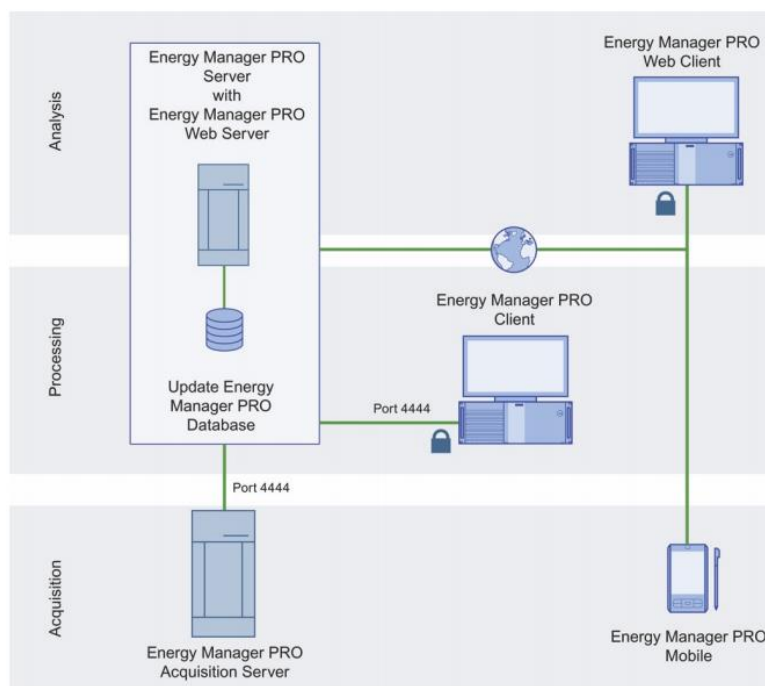 Energy Manager PRO
Server
with
Energy Manager PRO
Web Server
Energy Manager PRO
Web Client
Analysis
Energy Manager PRO
Client
Processing
Update Energy
Manager PRO
Database
Port 4444
Port 4444
Acquisition
Energy Manager PRO
Acquisition Server
Energy Manager PRO
Mobile